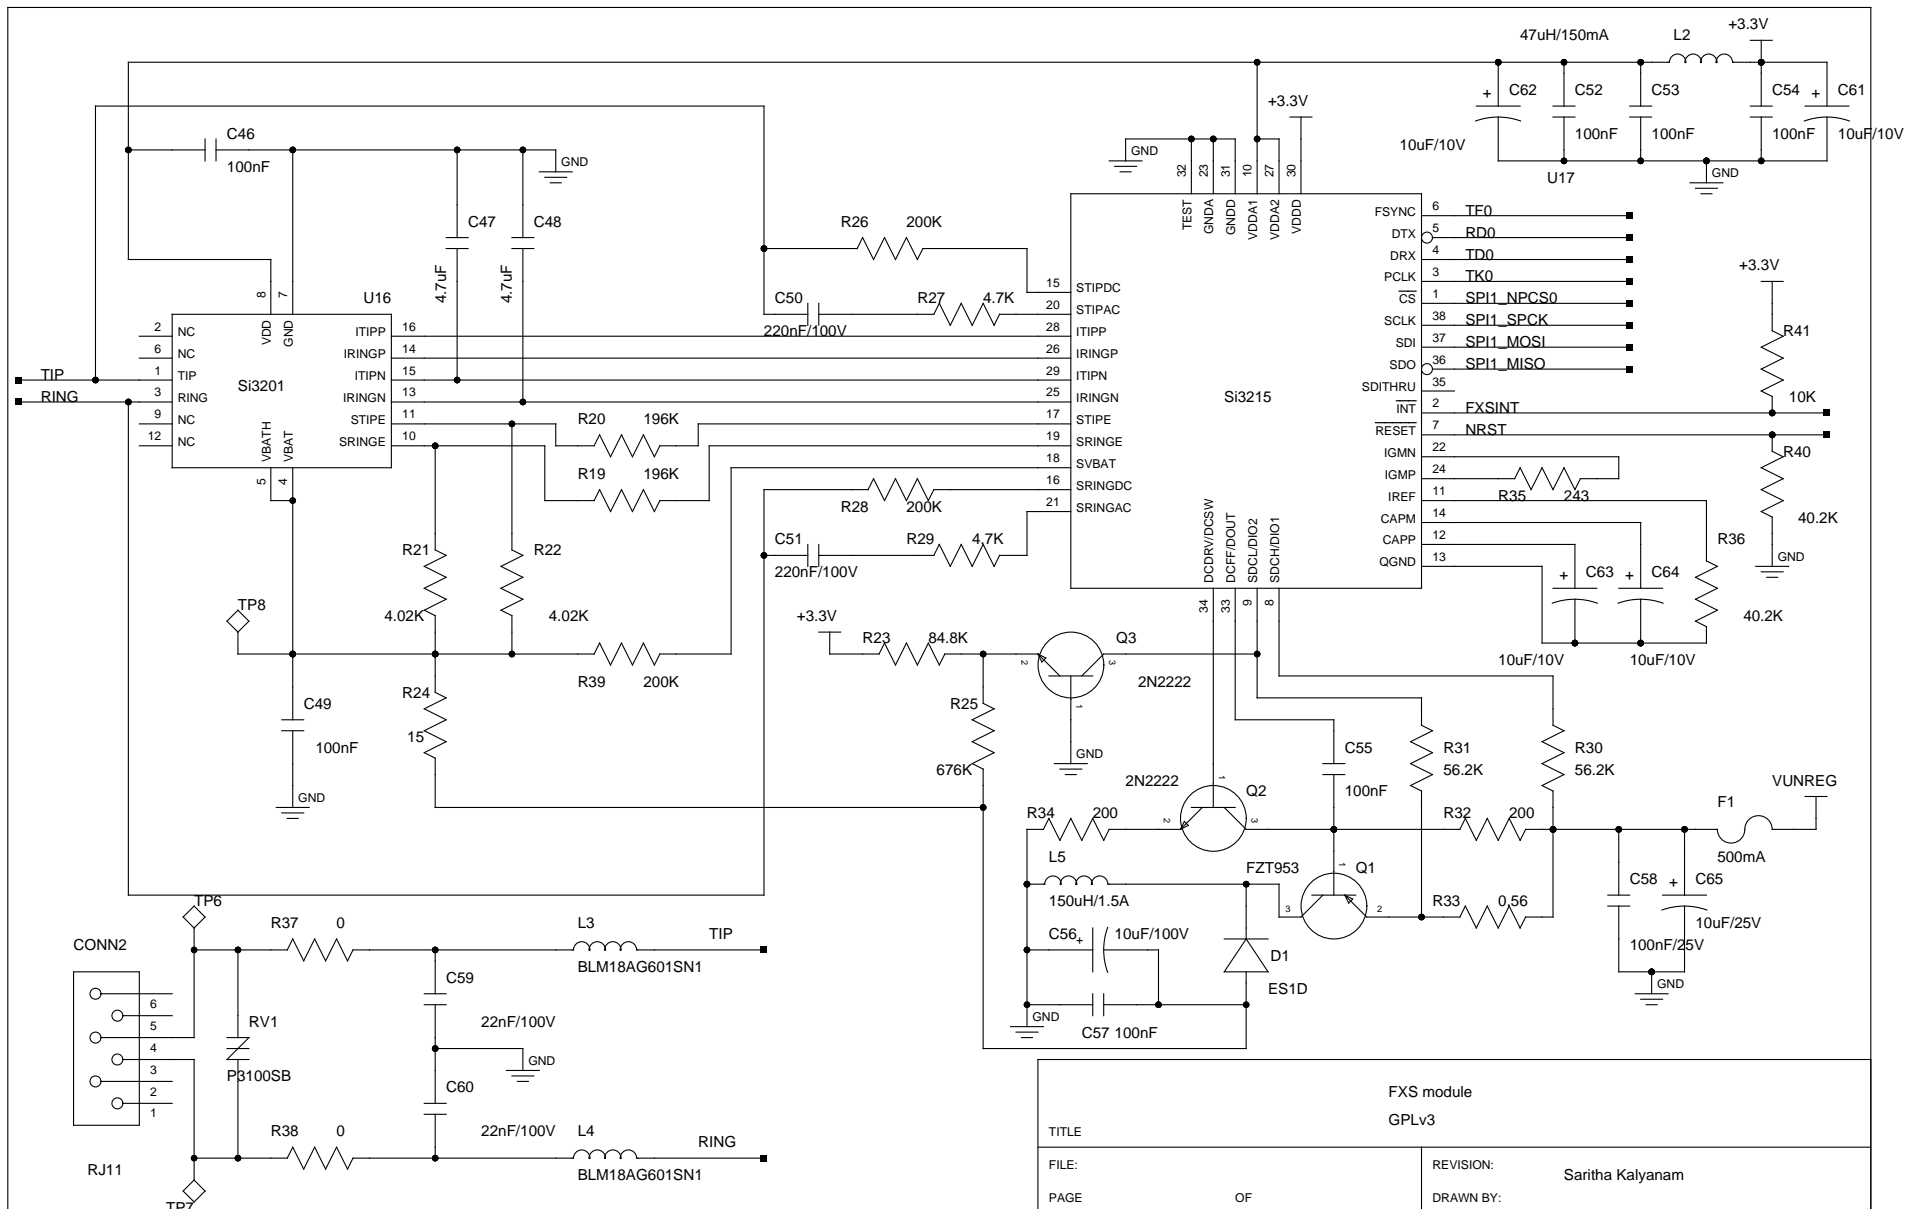 47uH/150mA
L2
+3.3V
C62
C52
C53
C54
C61
+
+
10uF/10V
100nF
100nF
100nF
10uF/10V
U17
GND
+3.3V
GND
32
23
31
10
27
30
TEST
GNDA
GNDD
VDDA1
VDDA2
VDDD
C46
100nF
GND
C47
4.7uF
C48
4.7uF
U16
8
7
VDD
GND
2 NC
6 NC
1 TIP
3 RING
9 NC
12 NC
Si3201
TIP
RING
ITIPP 16
IRINGP 14
ITIPN 15
IRINGN 13
STIPE 11
SRINGE 10
VBATH
VBAT
5
4
R26 200K
C50
220nF/100V
R27 4.7K
R20 196K
R19 196K
R28
200K
C51
220nF/100V
R29 4.7K
15 STIPDC
20 STIPAC
28 ITIPP
26 IRINGP
29 ITIPN
25 IRINGN
17 STIPE
19 SRINGE
18 SVBAT
16 SRINGDC
21 SRINGAC
Si3215
FSYNC 6 TF0
DTX 5 RD0
DRX 4 TD0
PCLK 3 TK0
CS 1 SPI1_NPCS0
SCLK 38 SPI1_SPCK
SDI 37 SPI1_MOSI
SDO 36 SPI1_MISO
SDITHRU 35
INT 2 FXSINT
RESET 7 NRST
IGMN 22
IGMP 24
IREF 11
CAPM 14
CAPP 12
QGND 13
DCDRV/DCSW
DCFF/DOUT
SDCL/DIO2
SDCH/DIO1
34
33
9
8
+3.3V
R41
10K
R40
40.2K
GND
R35 243
R36
40.2K
+
C63
+
C64
10uF/10V
10uF/10V
R21
4.02K
R22
4.02K
TP8
R39
200K
R24
15
C49
100nF
GND
+3.3V
R23 84.8K
2
3
1
Q3
2N2222
GND
R25
676K
C55
100nF
R31
56.2K
R30
56.2K
2N2222
Q2
1
2
3
R34 200
R32 200
F1
500mA
VUNREG
L5
150uH/1.5A
FZT953
Q1
1
3
2
R33 0.56
C58
100nF/25V
+
C65
10uF/25V
GND
C56
+
10uF/100V
D1
ES1D
C57 100nF
GND
TP6
CONN2
6
5
4
3
2
1
RJ11
TP7
RV1
P3100SB
R37 0
R38 0
C59
22nF/100V
GND
C60
22nF/100V
L3
BLM18AG601SN1
TIP
L4
BLM18AG601SN1
RING
FXS module
GPLv3
TITLE
FILE:
REVISION:
Saritha Kalyanam
PAGE
OF
DRAWN BY: